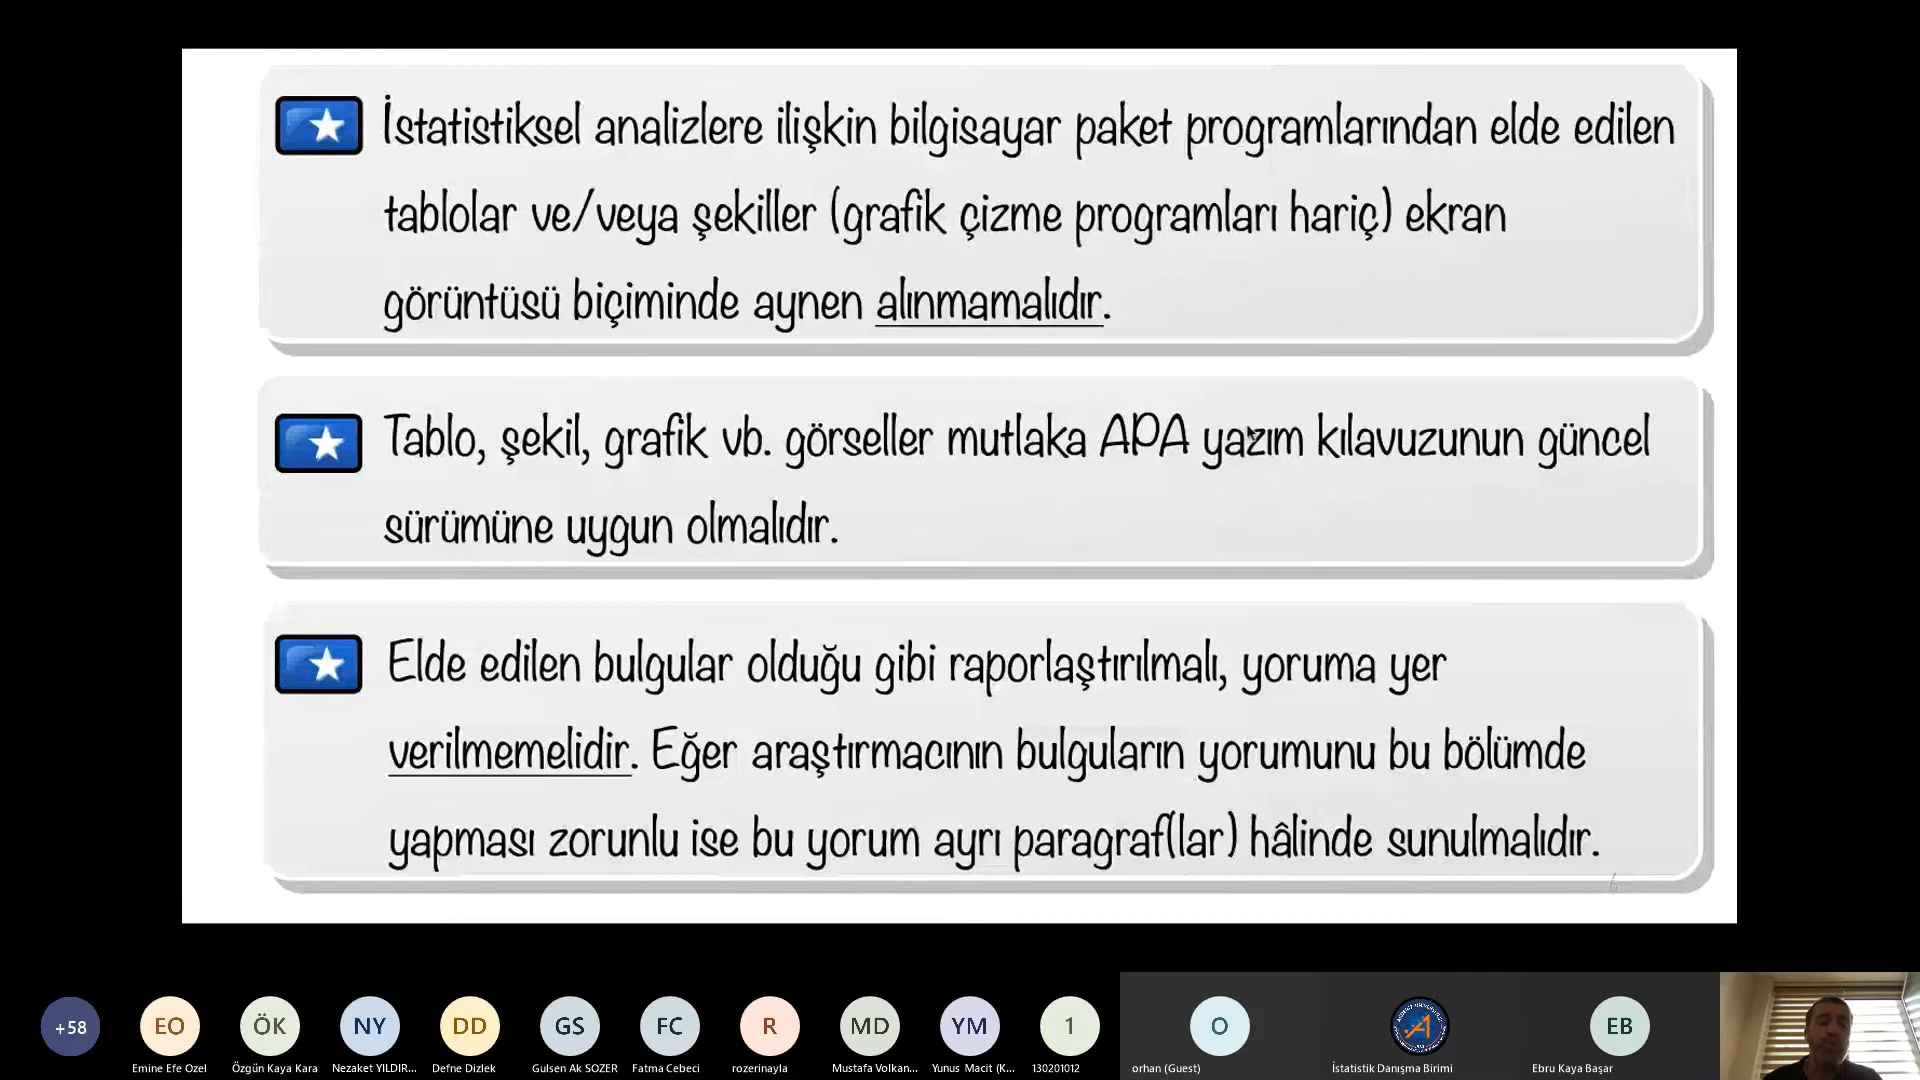 İstatistiksel analizlere ilişkin bilgisayar paket programlarından elde edilen
tablolar ve/veya şekiller (grafik çizme programları hariç) ekran
görüntüsü biçiminde aynen alınmamalıdır.
Tablo, şekil, grafik vb. görseller mutlaka APA yazım kılavuzunun güncel
sürümüne uygun olmalıdır.
Elde edilen bulgular olduğu gibi raporlaştırılmalı, yoruma yer
verilmemelidir. Eğer araştırmacının bulguların yorumunu bu bölümde
yapması zorunlu ise bu yorum ayrı paragraf(lar) hâlinde sunulmalıdır.
+58 EO ÖK NY DD GS FC R MD YM 1 O EB
Emine Efe Ozel Özgün Kaya Kara Nezaket YILDIR... Defne Dizlek Gulsen Ak SOZER Fatma Cebeci rozerinayla Mustafa Volkan... Yunus Macit (K... 130201012 orhan (Guest) İstatistik Danışma Birimi Ebru Kaya Başar